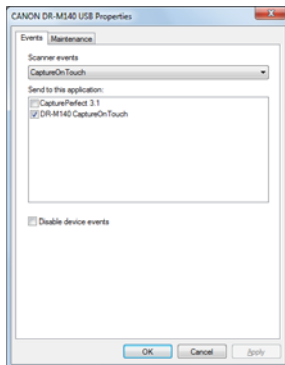 CANON DR-M140 USB Properties
Events Maintenance
Scanner events
CaptureOnTouch
Send to this application:
CapturePerfect 3.1
DR-M140 CaptureOnTouch
Disable device events
OK Cancel Apply